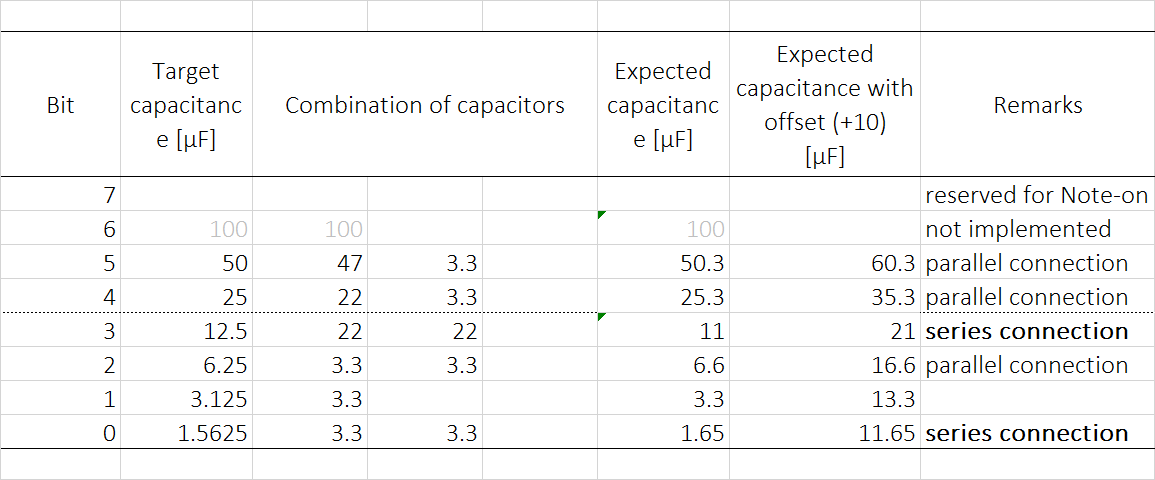 Bit Target capacitanc e [µF] Combination of capacitors Expected capacitanc e [µF] Expected capacitance with offset (+10) [µF] Remarks
7 reserved for Note-on
6 100 100 100 not implemented
5 50 47 3.3 50.3 60.3 parallel connection
4 25 22 3.3 25.3 35.3 parallel connection
3 12.5 22 22 11 21 series connection
2 6.25 3.3 3.3 6.6 16.6 parallel connection
1 3.125 3.3 3.3 13.3
0 1.5625 3.3 3.3 1.65 11.65 series connection